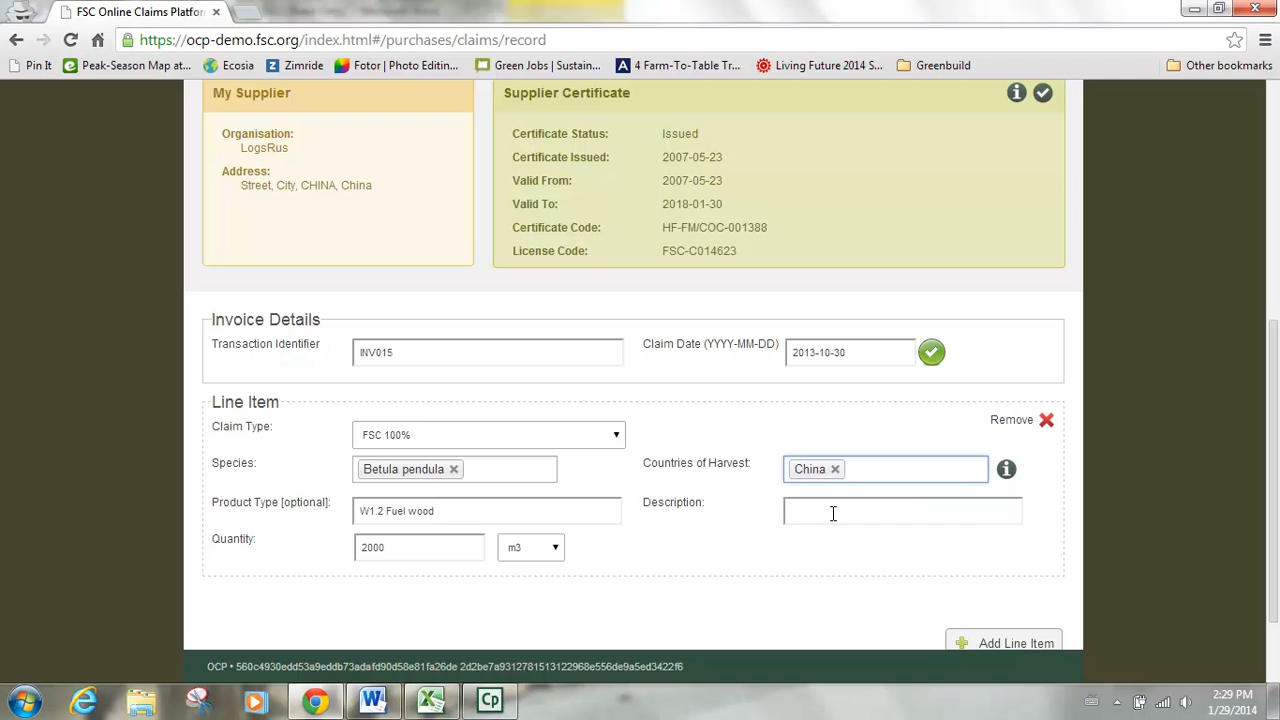 FSC Online Claims Platfor
https://ocp-demo.fsc.org/index.html#/purchases/claims/record
Pin It
Peak-Season Map at...
Ecosia
Zimride
Fotor | Photo Editin...
Green Jobs | Sustain...
4 Farm-To-Table Tr...
Living Future 2014 S...
Greenbuild
Other bookmarks
My Supplier
Supplier Certificate
Organisation:
LogsRus
Address:
Street, City, CHINA, China
Certificate Status: Issued
Certificate Issued: 2007-05-23
Valid From: 2007-05-23
Valid To: 2018-01-30
Certificate Code: HF-FM/COC-001388
License Code: FSC-C014623
Invoice Details
Transaction Identifier INV015 Claim Date (YYYY-MM-DD) 2013-10-30
Line Item
Remove
Claim Type: FSC 100%
Species: Betula pendula Countries of Harvest: China
Product Type [optional]: W1.2 Fuel wood Description:
Quantity: 2000 m3
Add Line Item
OCP • 560c4930edd53a9eddb73adafd90d58e81fa26de 2d2be7a9312781513122968e556de9a5ed3422f6
2:29 PM
1/29/2014